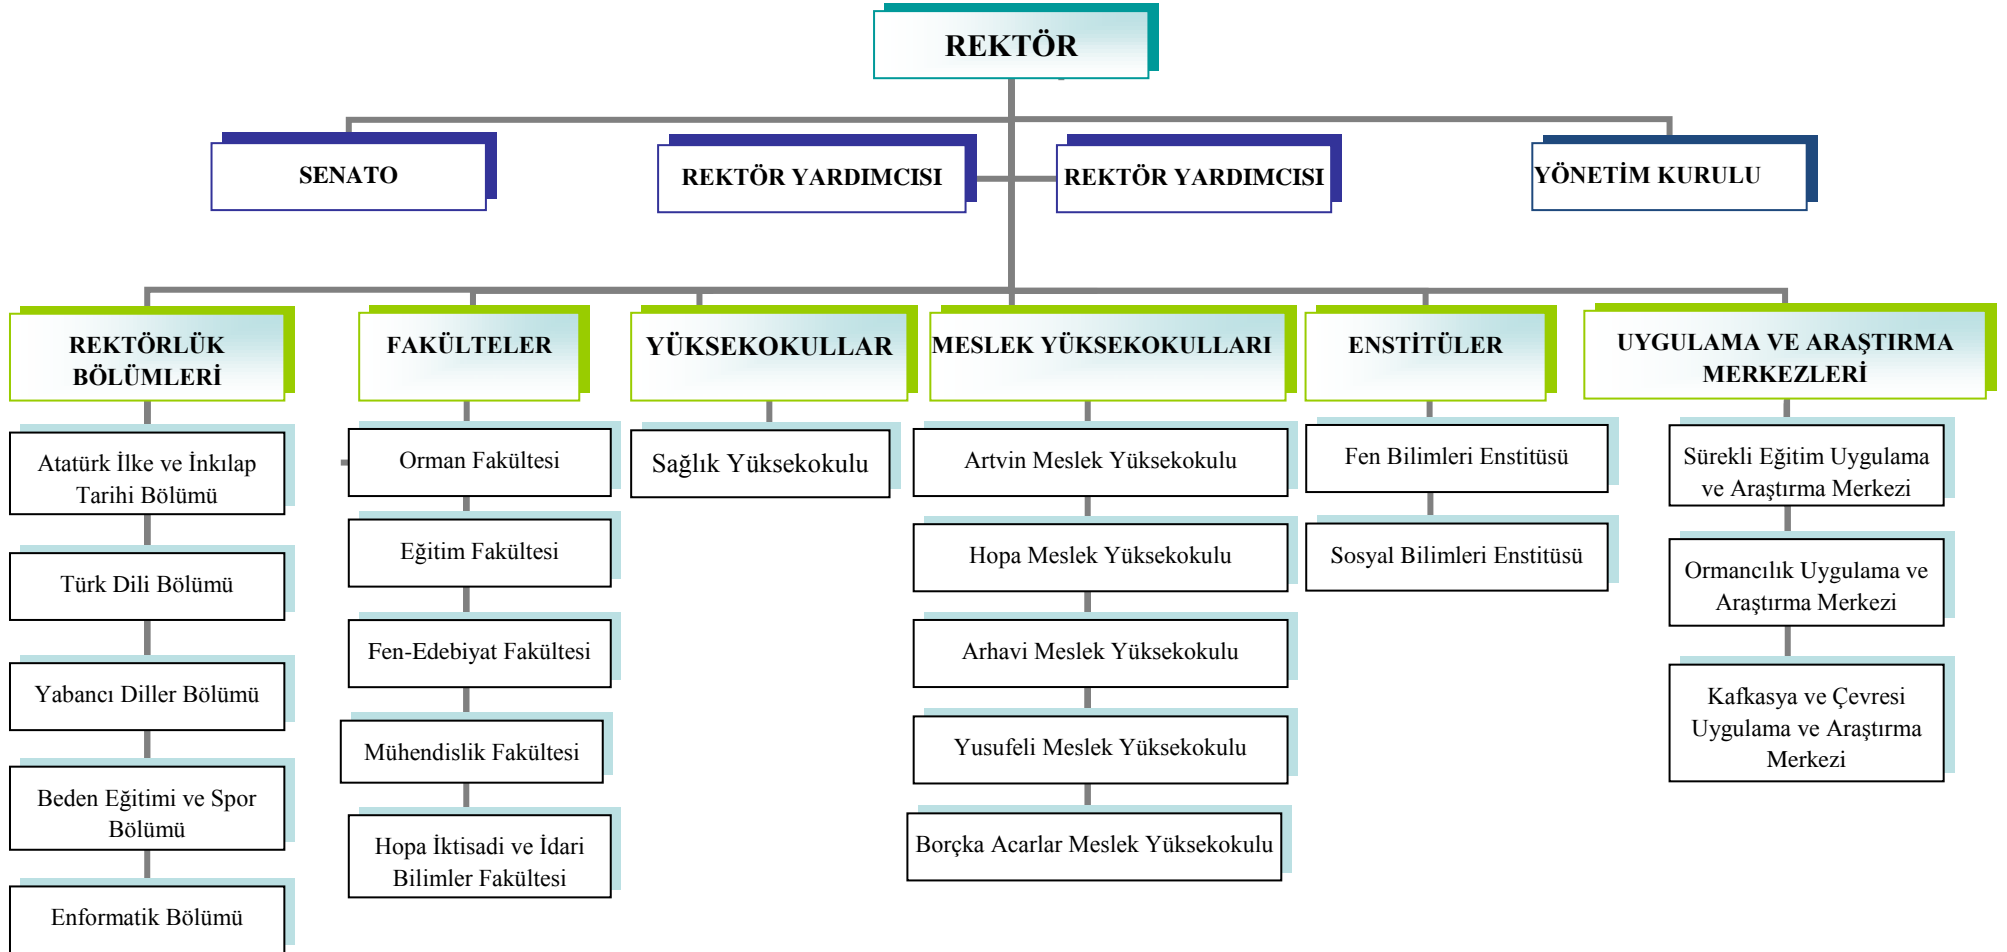 REKTÖR
SENATO
REKTÖR YARDIMCISI
REKTÖR YARDIMCISI
YÖNETİM KURULU
REKTÖRLÜK
BÖLÜMLERİ
Atatürk İlke ve İnkılap
Tarihi Bölümü
Türk Dili Bölümü
Yabancı Diller Bölümü
Beden Eğitimi ve Spor
Bölümü
Enformatik Bölümü
FAKÜLTELER
Orman Fakültesi
Eğitim Fakültesi
Fen-Edebiyat Fakültesi
Mühendislik Fakültesi
Hopa İktisadi ve İdari
Bilimler Fakültesi
YÜKSEKOKULLAR
Sağlık Yüksekokulu
MESLEK YÜKSEKOKULLARI
Artvin Meslek Yüksekokulu
Hopa Meslek Yüksekokulu
Arhavi Meslek Yüksekokulu
Yusufeli Meslek Yüksekokulu
Borçka Acarlar Meslek Yüksekokulu
ENSTİTÜLER
Fen Bilimleri Enstitüsü
Sosyal Bilimleri Enstitüsü
UYGULAMA VE ARAŞTIRMA
MERKEZLERİ
Sürekli Eğitim Uygulama
ve Araştırma Merkezi
Ormancılık Uygulama ve
Araştırma Merkezi
Kafkasya ve Çevresi
Uygulama ve Araştırma
Merkezi